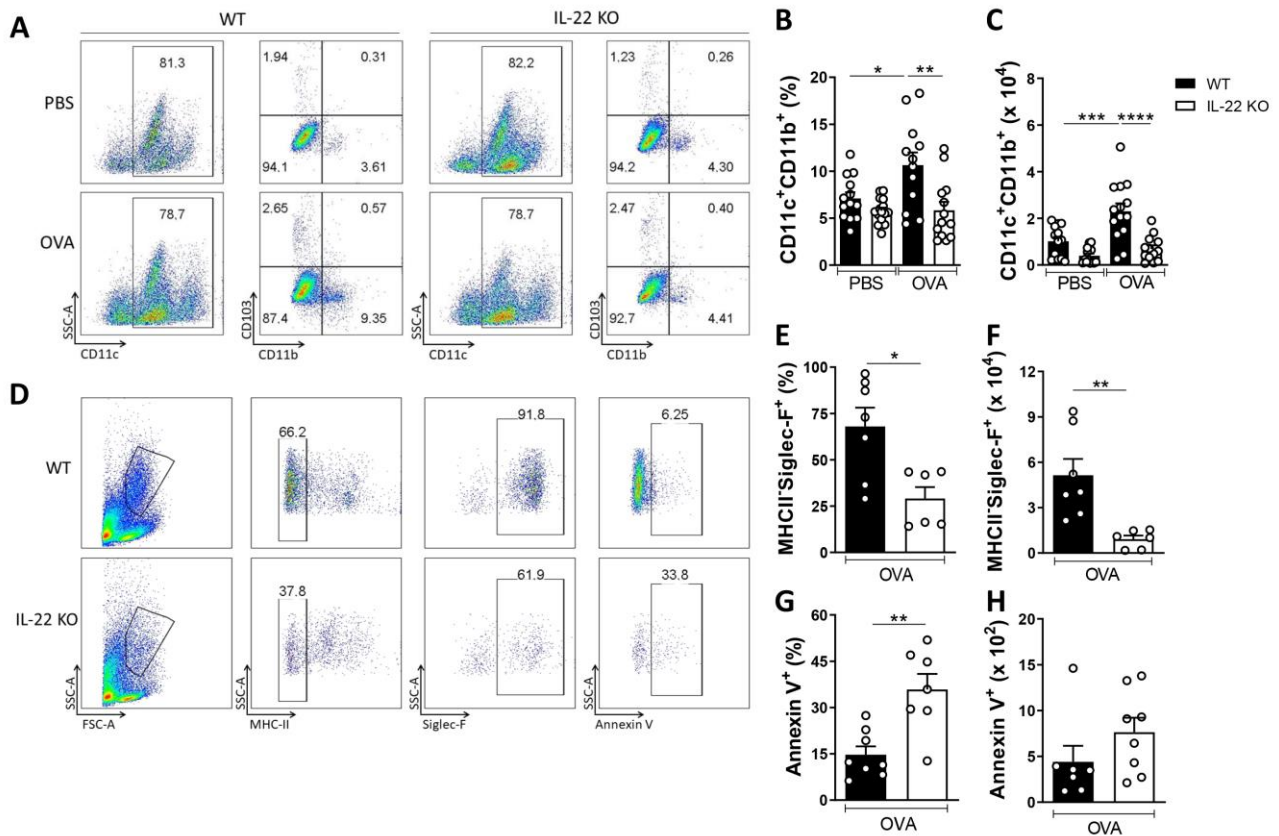 A
WT
IL-22 KO
PBS
81.3
1.94
0.31
94.1
3.61
82,2
1,23
0.26
94.2
4.30
OVA
78,7
2.65
0.57
87.4
9.35
78.7
2.47
0.40
92.7
4.41
SSC-A
CD11c
CD103
CD11b
SSC-A
CD11c
CD103
CD11b
B
CD11c+CD11b+ (%)
20
15
10
5
0
*
**
PBS
OVA
C
CD11c+CD11b+ (x 10⁴)
8
6
4
2
0
***
****
PBS
OVA
WT
IL-22 KO
D
WT
66.2
91.8
6.25
IL-22 KO
37.8
61.9
33.8
SSC-A
FSC-A
SSC-A
MHC-II
SSC-A
Siglec-F
SSC-A
Annexin V
E
MHCII-Siglec-F+ (%)
100
75
50
25
0
*
OVA
F
MHCII-Siglec-F+ (x 10⁴)
12
9
6
3
0
**
OVA
G
Annexin V+ (%)
60
45
30
15
0
**
OVA
H
Annexin V+ (x 10²)
20
15
10
5
0
OVA